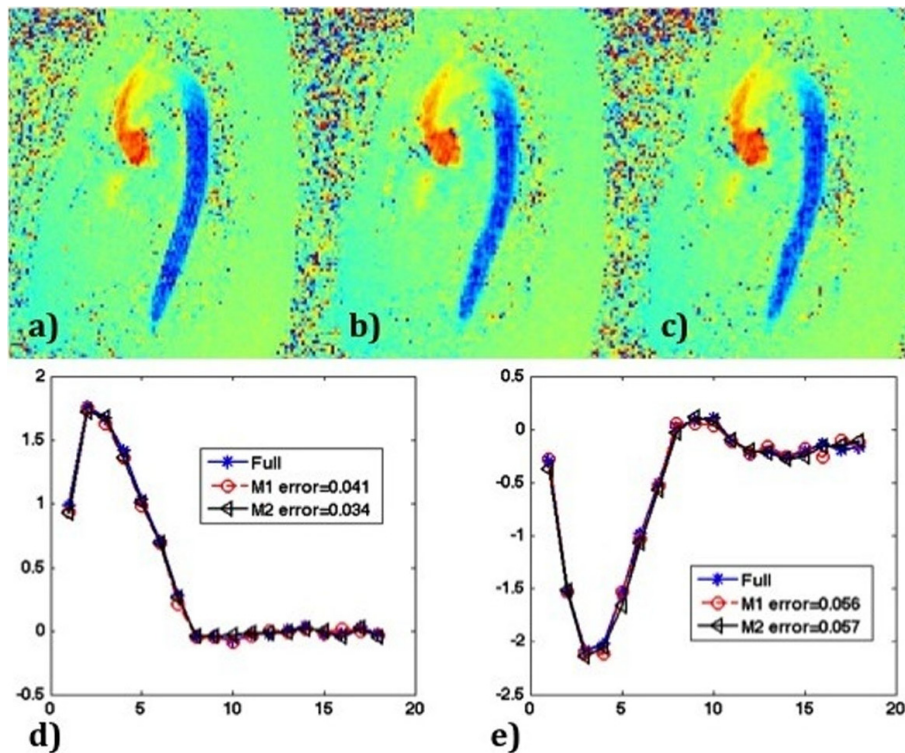 a) b) c)
2
1.5
1
0.5
0
-0.5
0 5 10 15 20
Full
M1 error=0.041
M2 error=0.034
d)
0.5
0
-0.5
-1
-1.5
-2
-2.5
0 5 10 15 20
Full
M1 error=0.056
M2 error=0.057
e)